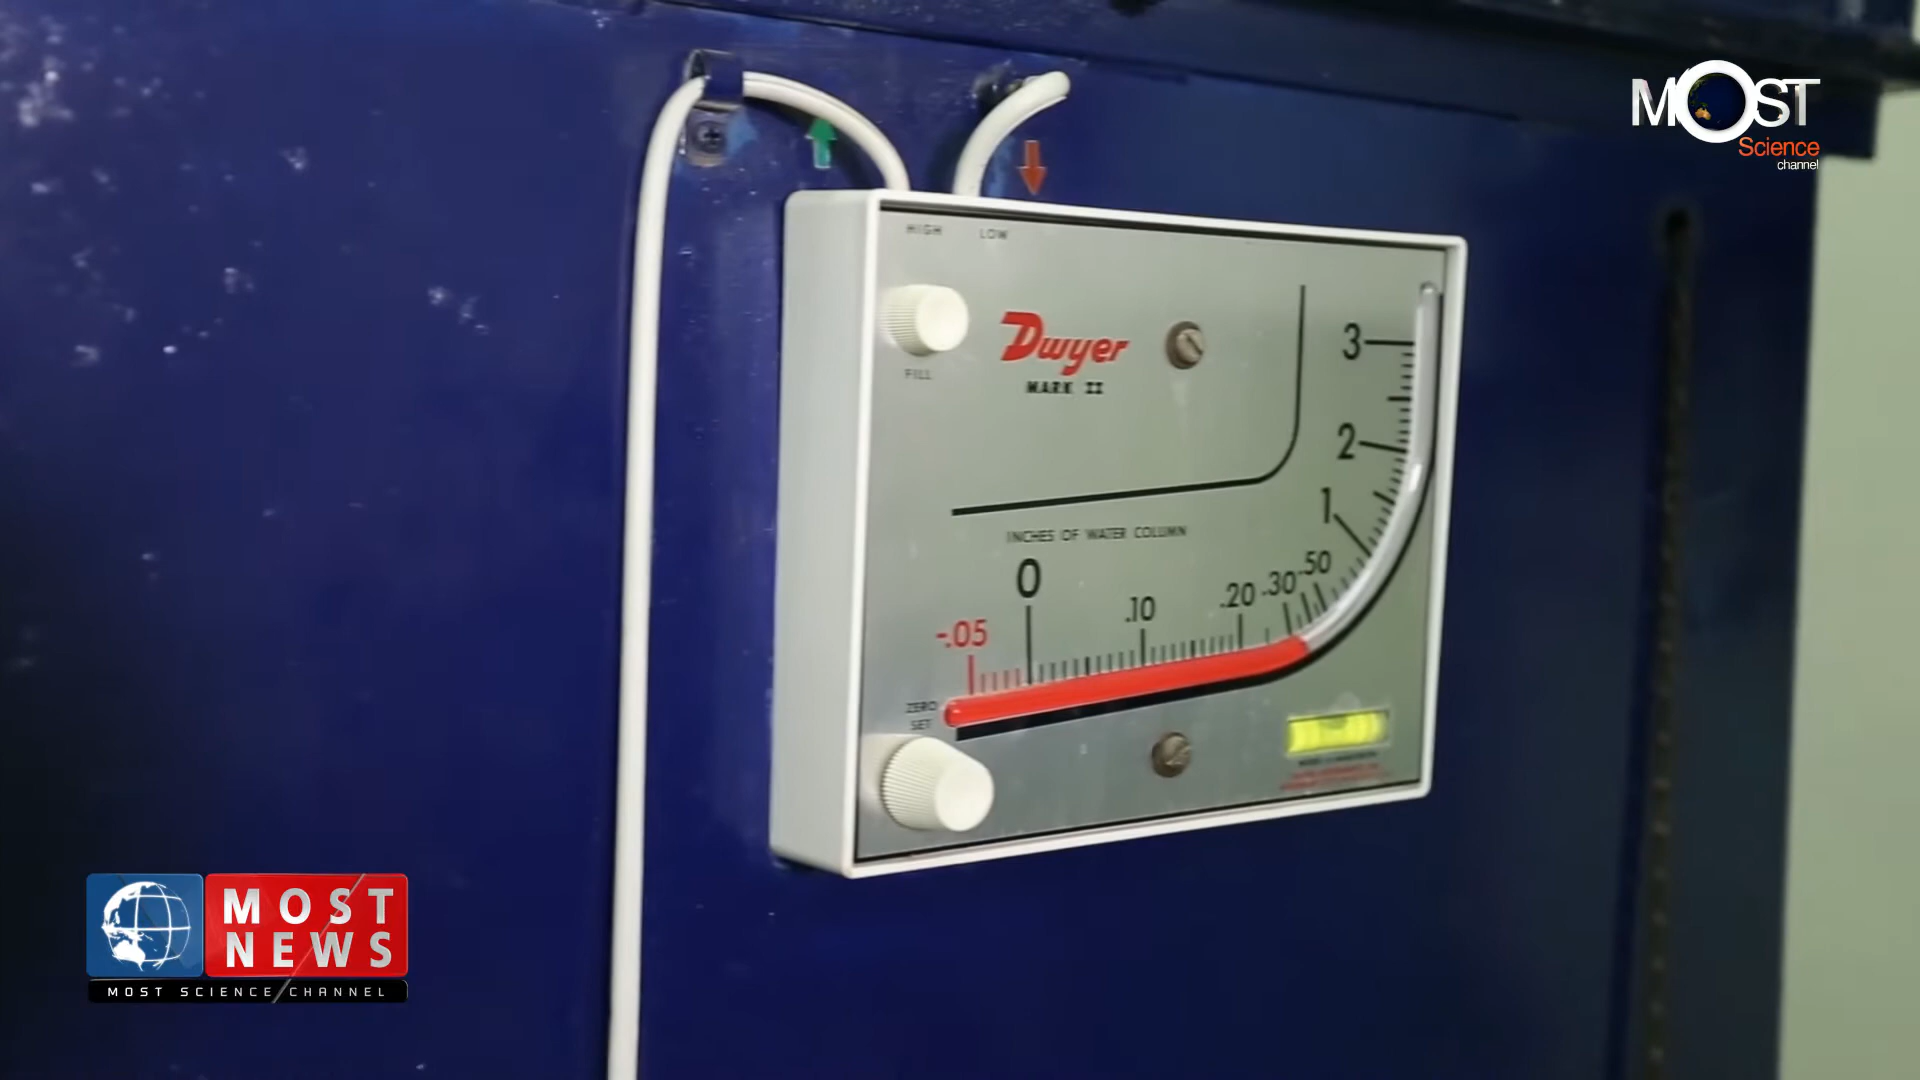 MOST
Science
channel
HIGH LOW
Dwyer
MARK II
FILL
3
2
1
INCHES OF WATER COLUMN
0
.10
.20
.30
.50
-.05
ZERO
SET
MOST
NEWS
MOST SCIENCE CHANNEL